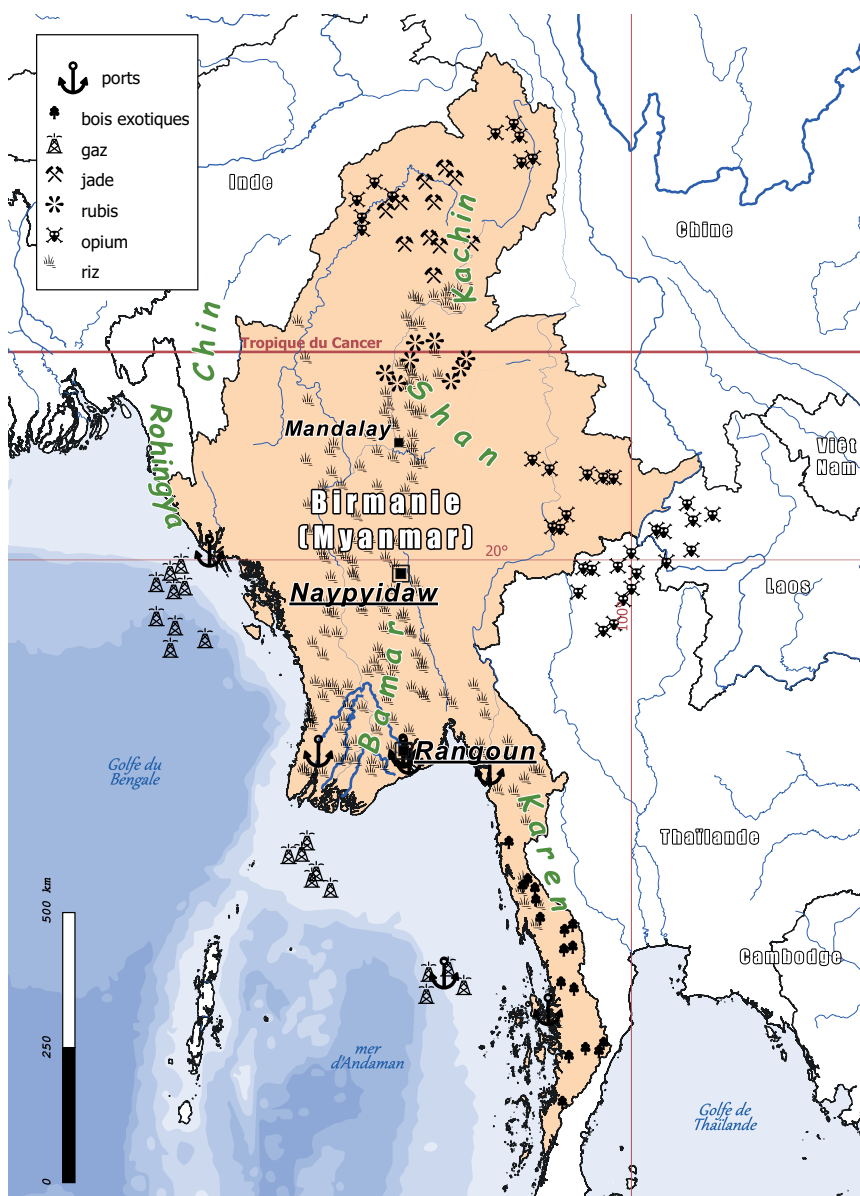 ports
bois exotiques
gaz
jade
rubis
opium
riz
Inde
Chine
Kachin
Chin
Tropique du Cancer
Rohingya
Shan
Mandalay
Viêt
Nam
Birmanie
(Myanmar)
20°
Naypyidaw
Laos
100°
Bamar
Rangoun
Golfe du
Bengale
Karen
Thaïlande
500 km
250
0
Cambodge
mer
d'Andaman
Golfe de
Thaïlande